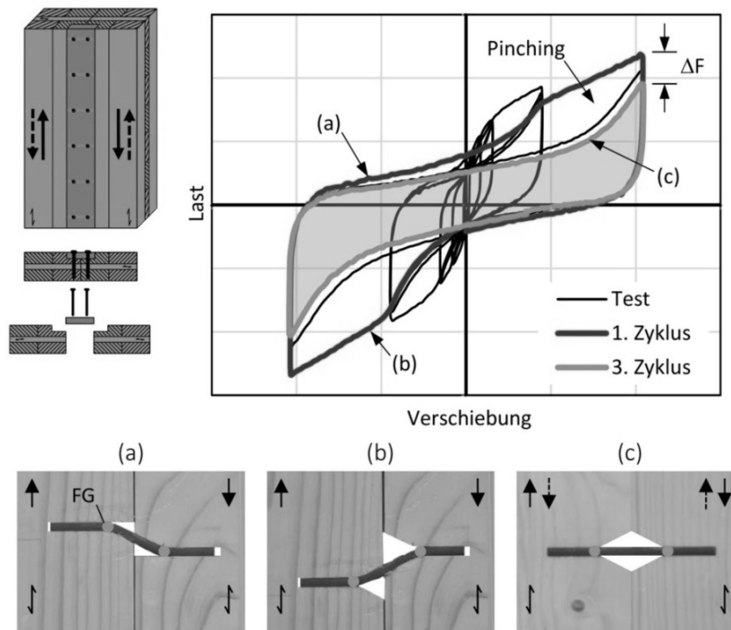 Pinching
ΔF
(a)
(c)
(b)
Last
Test
1. Zyklus
3. Zyklus
Verschiebung
(a)
(b)
(c)
FG